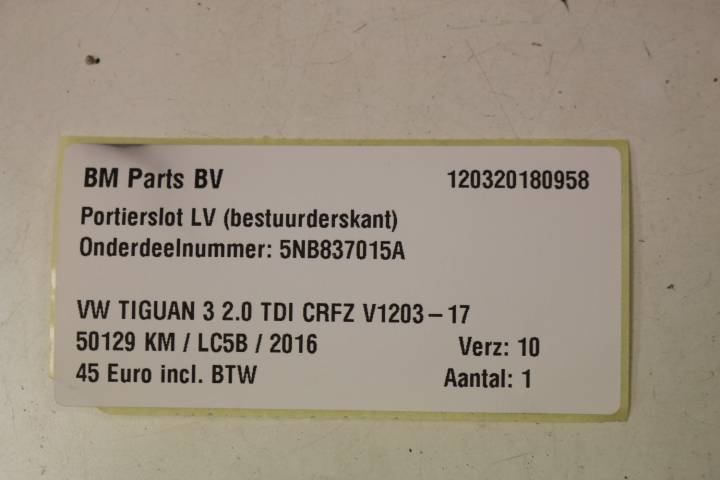 BM Parts BV 120320180958
Portierslot LV (bestuurderskant)
Onderdeelnummer: 5NB837015A
VW TIGUAN 3 2.0 TDI CRFZ V1203-17
50129 KM / LC5B / 2016 Verz: 10
45 Euro incl. BTW Aantal: 1